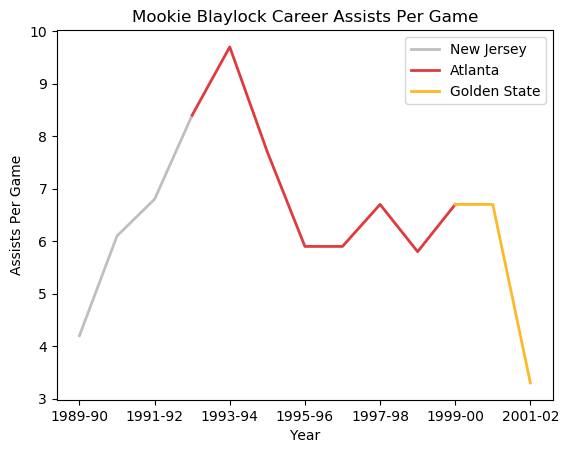 Mookie Blaylock Career Assists Per Game
New Jersey
Atlanta
Golden State
Assists Per Game
10
9
8
7
6
5
4
3
1989-90 1991-92 1993-94 1995-96 1997-98 1999-00 2001-02
Year